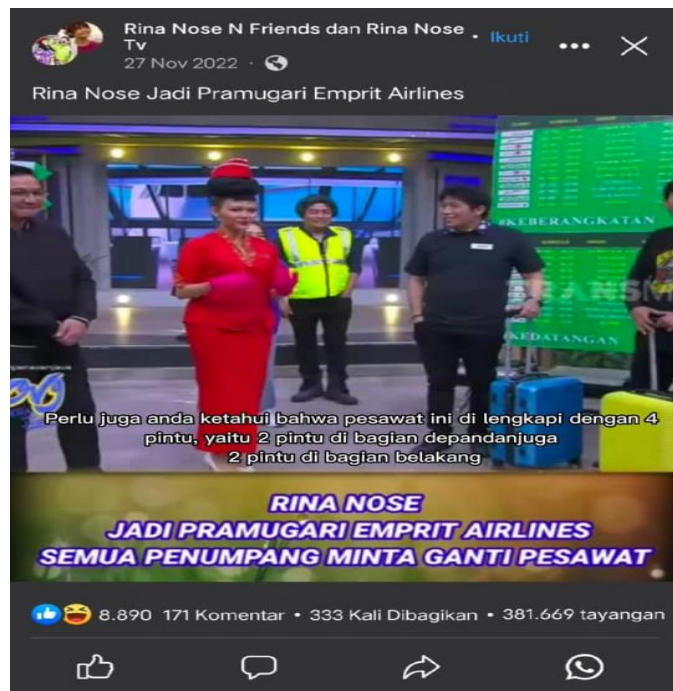 Rina Nose N Friends dan Rina Nose Tv · Ikuti
27 Nov 2022 ·
Rina Nose Jadi Pramugari Emprit Airlines
#KEBERANGKATAN
KEDATANGAN
Perlu juga anda ketahui bahwa pesawat ini di lengkapi dengan 4
pintu, yaitu 2 pintu di bagian depandanjuga
2 pintu di bagian belakang
RINA NOSE
JADI PRAMUGARI EMPRIT AIRLINES
SEMUA PENUMPANG MINTA GANTI PESAWAT
8.890 171 Komentar • 333 Kali Dibagikan • 381.669 tayangan